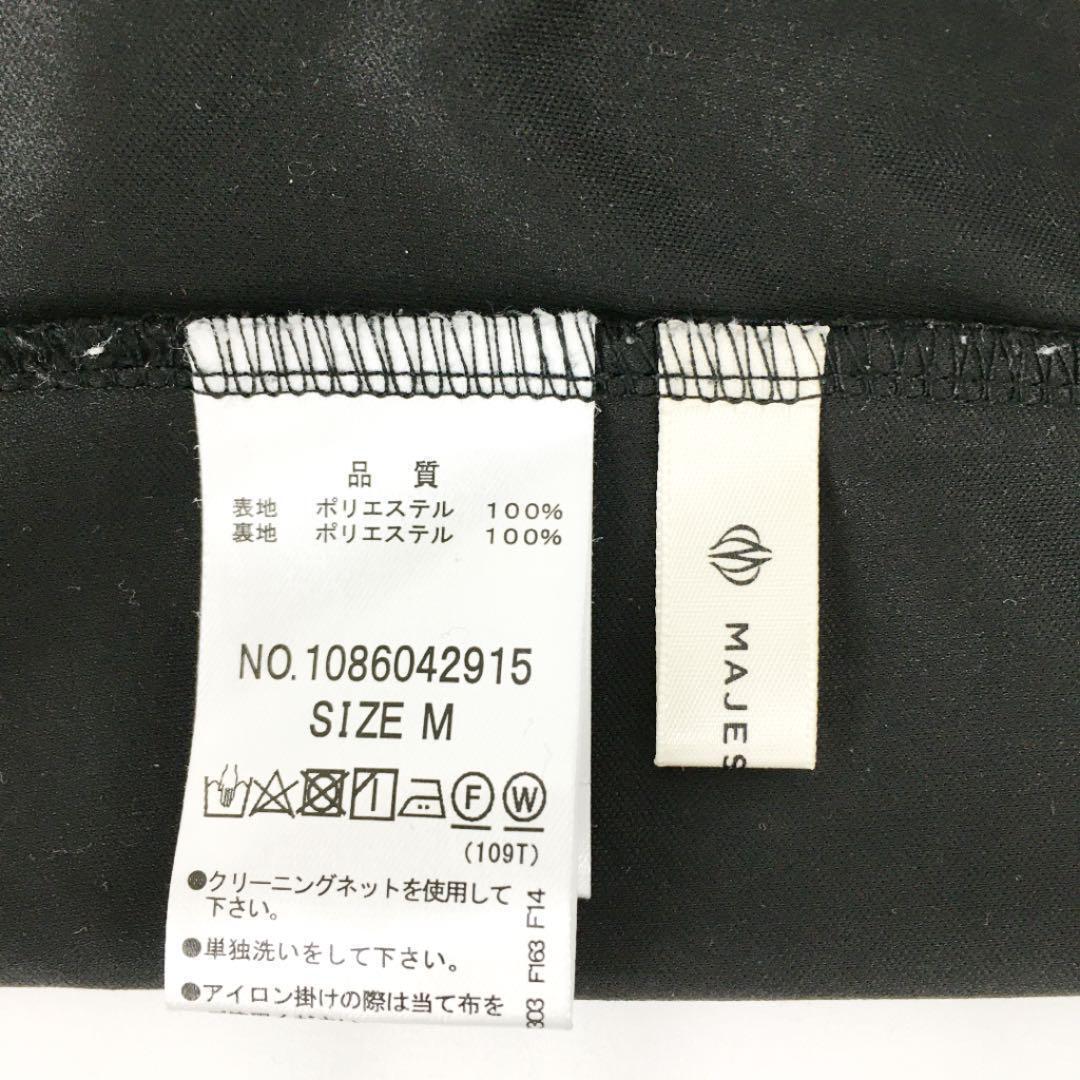 品 質
表地 ポリエステル 100%
裏地 ポリエステル 100%
NO.1086042915
SIZE M
F W
(109T)
●クリーニングネットを使用して
下さい。
●単独洗いをして下さい。
●アイロン掛けの際は当て布を
303 F163 F14
MAJES